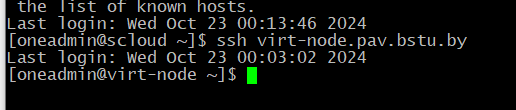 the list of known hosts.
Last login: Wed Oct 23 00:13:46 2024
[oneadmin@scloud ~]$ ssh virt-node.pav.bstu.by
Last login: Wed Oct 23 00:03:02 2024
[oneadmin@virt-node ~]$